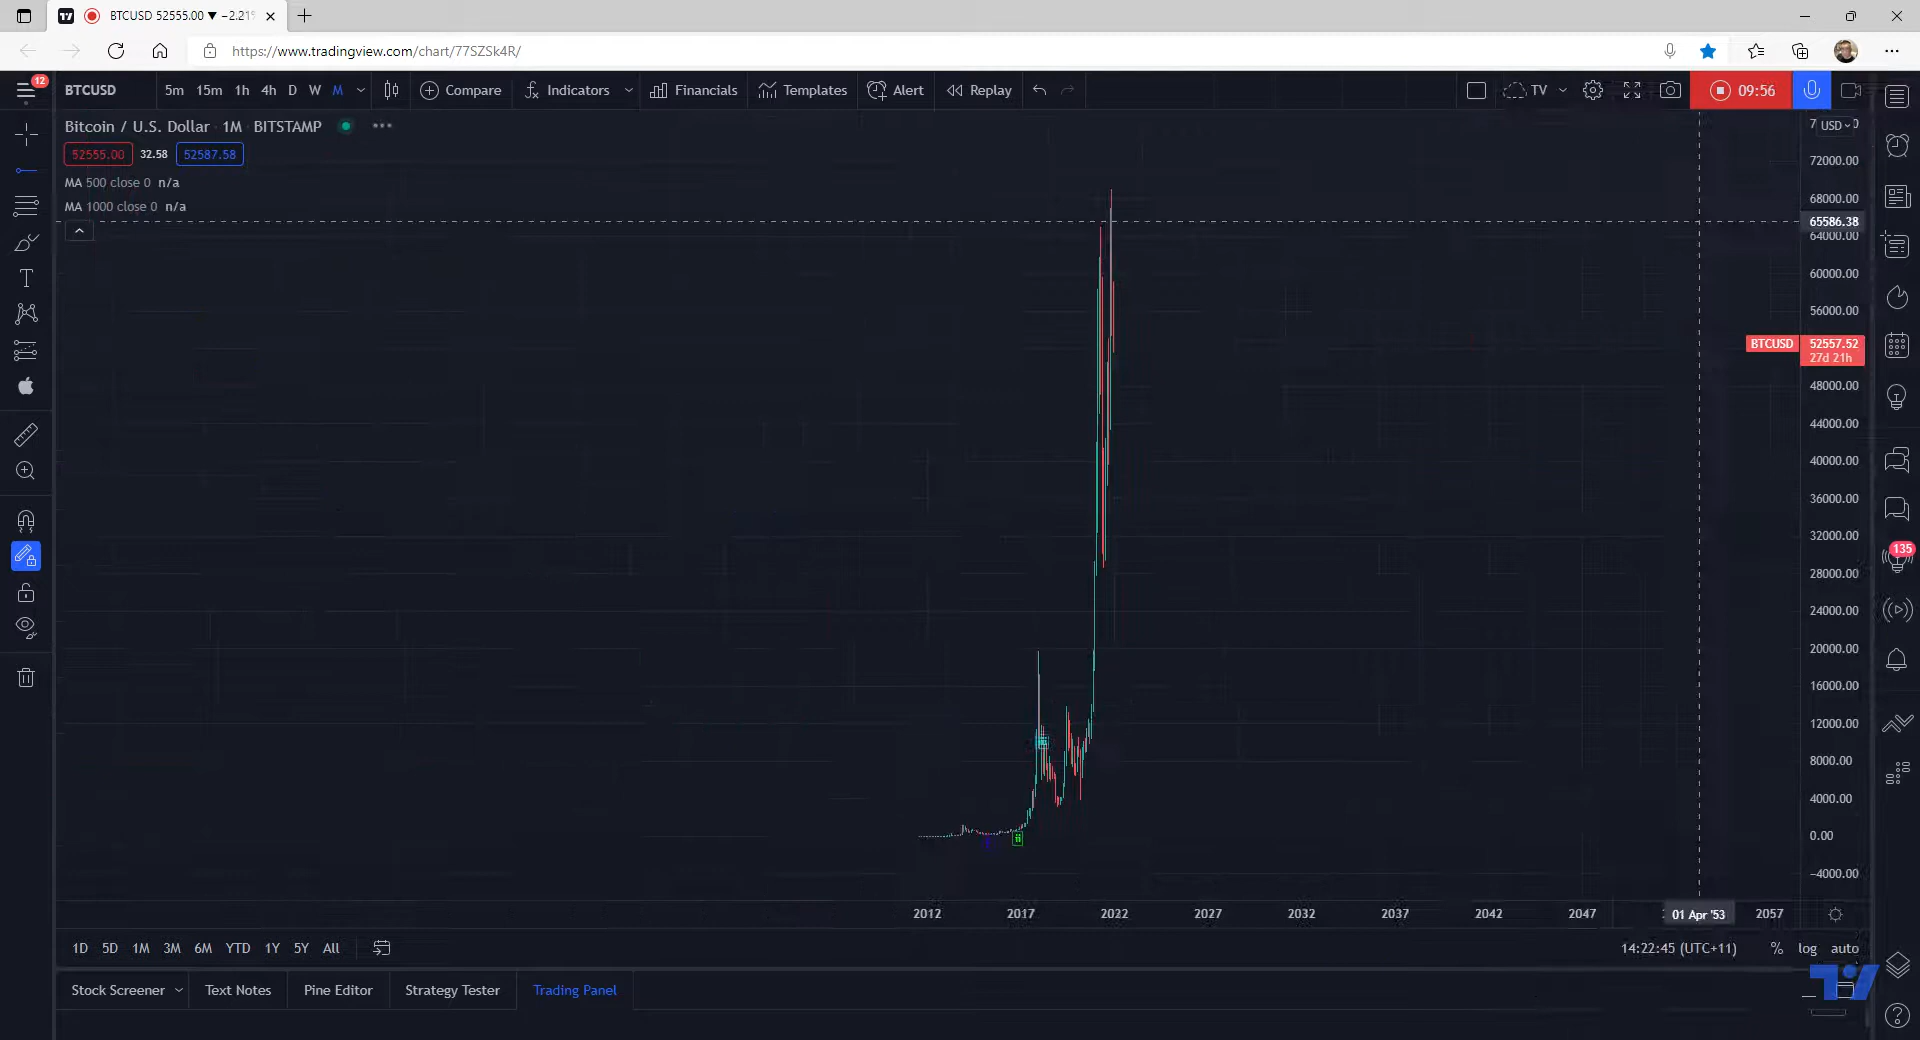 BTCUSD 52555.00 ▼ −2.21%
https://www.tradingview.com/chart/77SZSk4R/
12
BTCUSD 5m 15m 1h 4h D W M Compare Indicators Financials Templates Alert Replay TV 09:56
Bitcoin / U.S. Dollar · 1M · BITSTAMP
USD
52555.00 32.58 52587.58
MA 500 close 0 n/a
MA 1000 close 0 n/a
72000.00
68000.00
65586.38
64000.00
60000.00
56000.00
BTCUSD 52557.52
27d 21h
48000.00
44000.00
40000.00
36000.00
32000.00
135
28000.00
24000.00
20000.00
16000.00
12000.00
8000.00
4000.00
0.00
ii
−4000.00
2012 2017 2022 2027 2032 2037 2042 2047 01 Apr '53 2057
1D 5D 1M 3M 6M YTD 1Y 5Y All 14:22:45 (UTC+11) % log auto
Stock Screener Text Notes Pine Editor Strategy Tester Trading Panel